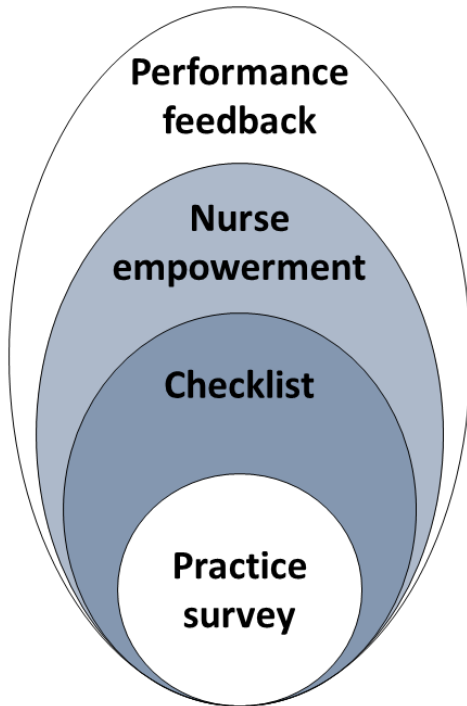 Performance
feedback
Nurse
empowerment
Checklist
Practice
survey